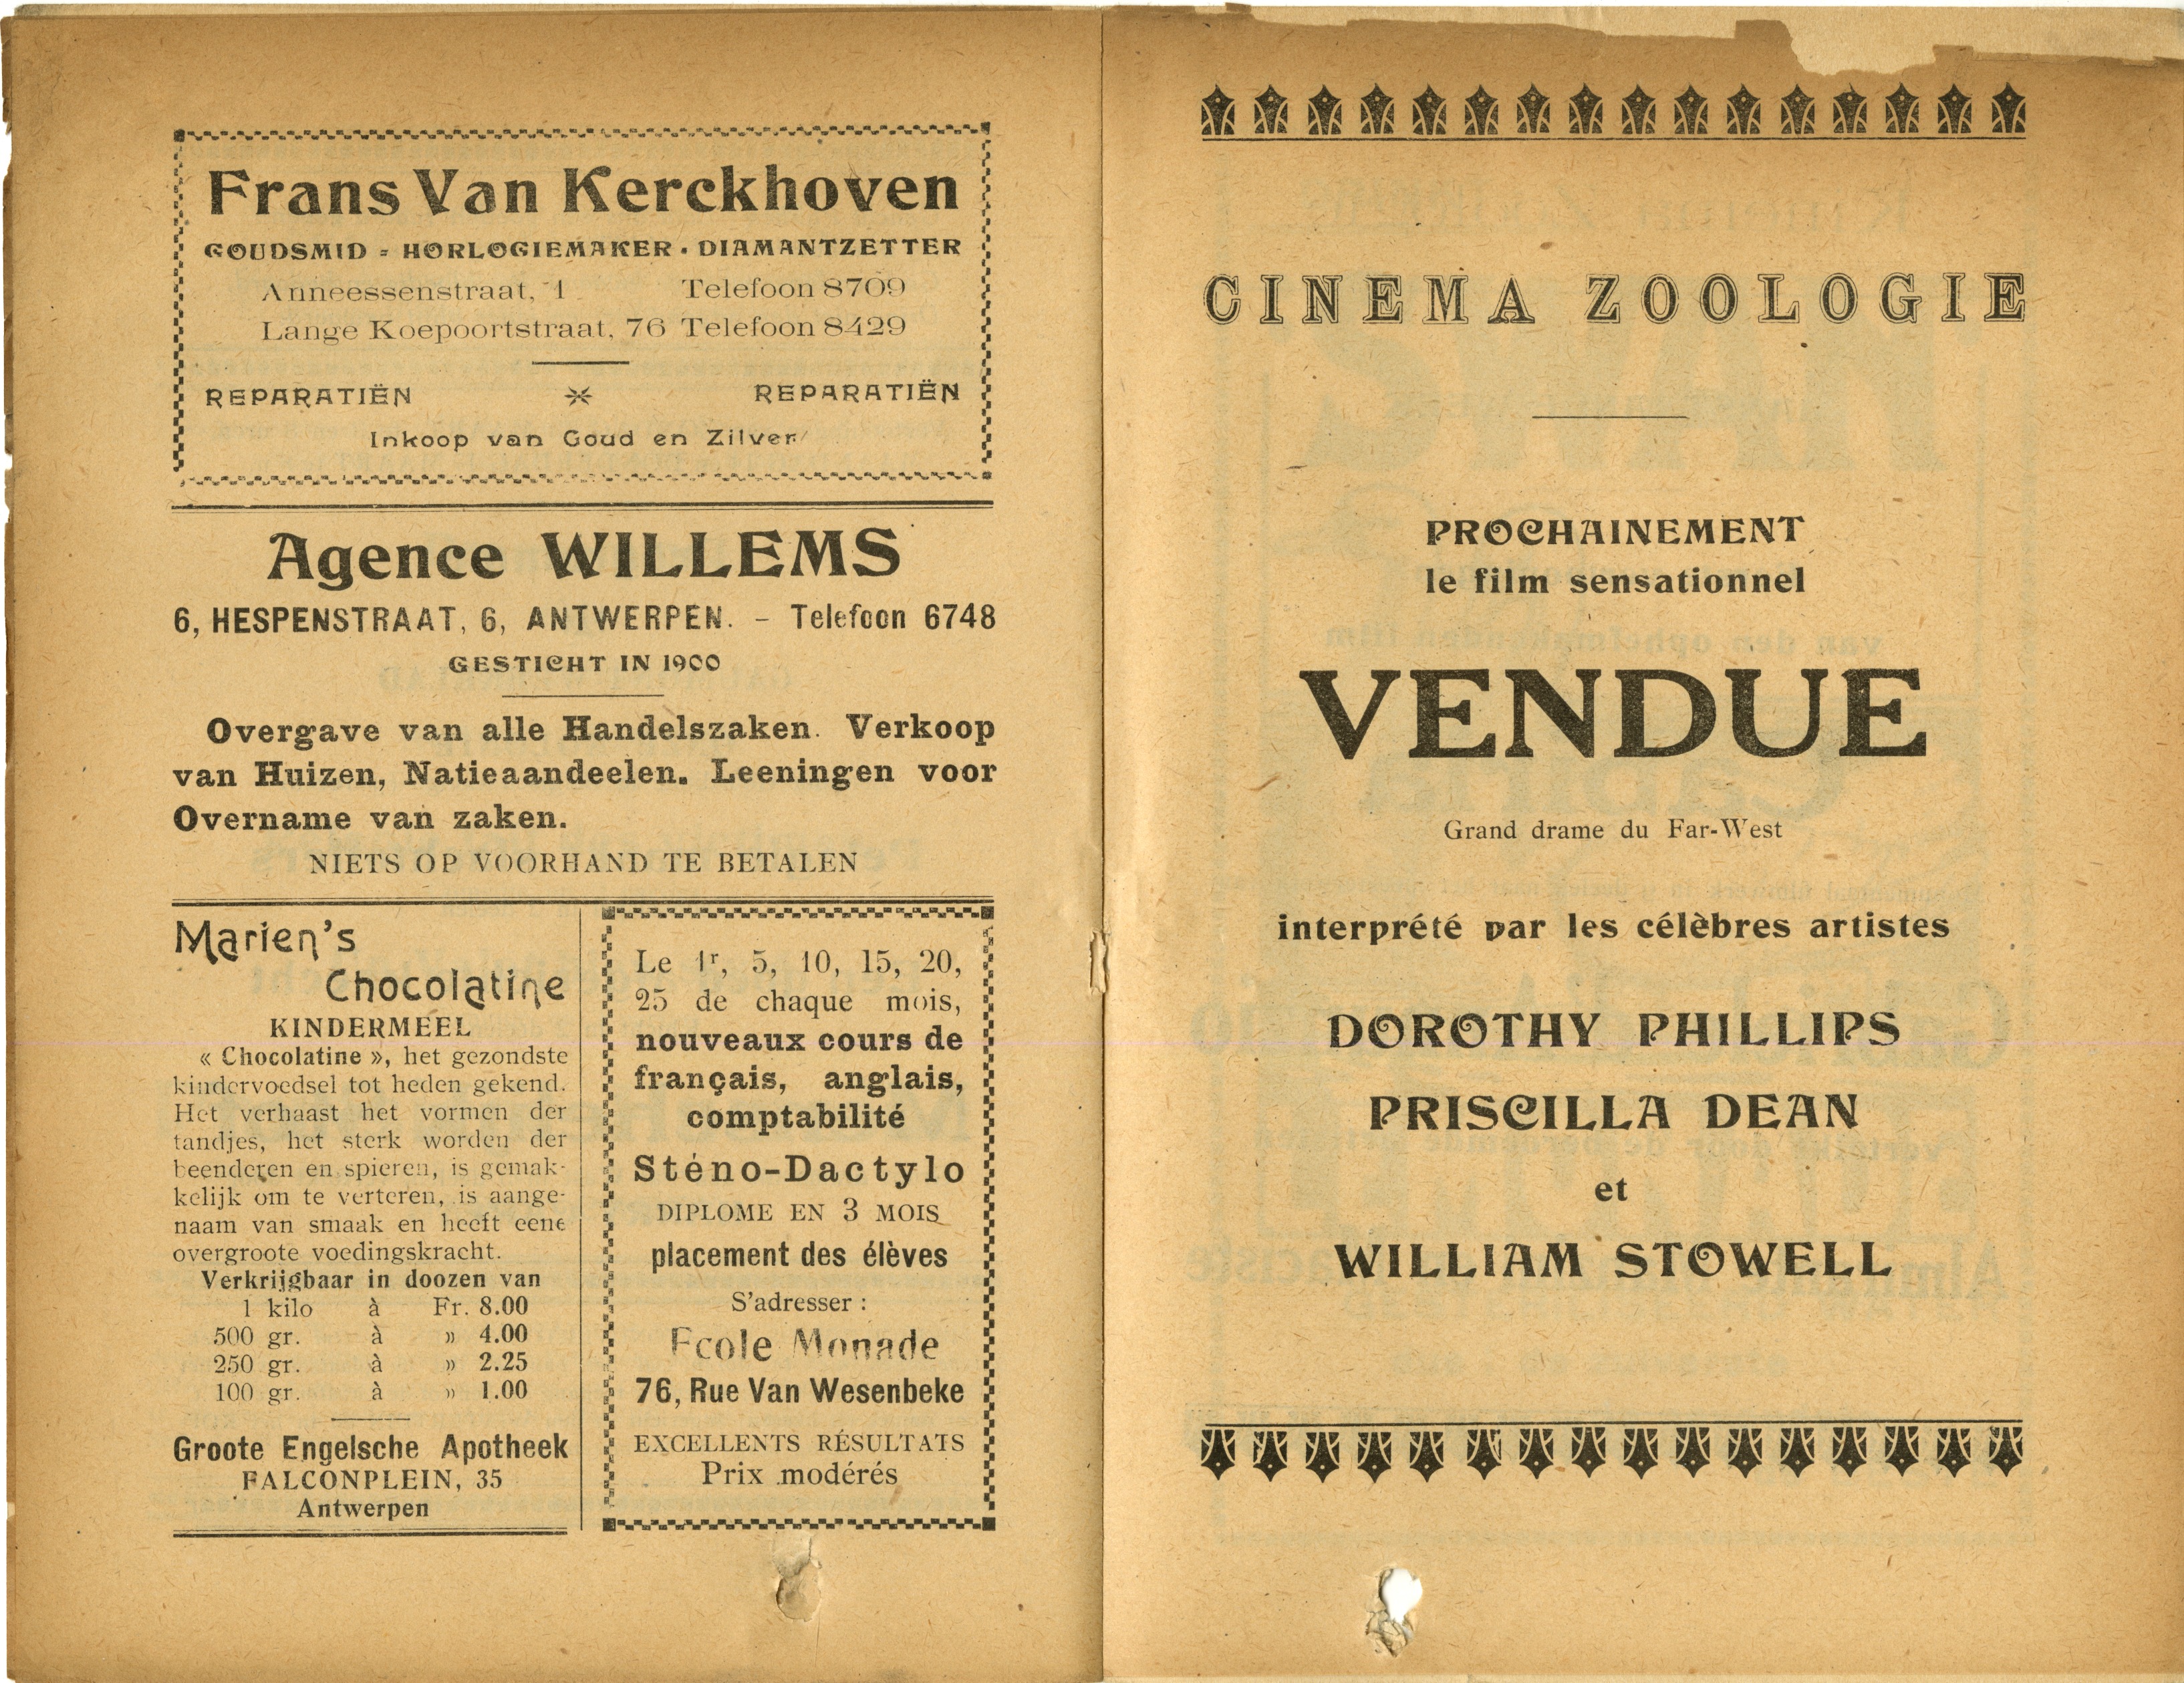 Frans Van Kerckhoven
GOUDSMID = HORLOGIEMAKER · DIAMANTZETTER
Anneessenstraat, 1 Telefoon 8709
Lange Koepoortstraat, 76 Telefoon 8429
REPARATIËN REPARATIËN
Inkoop van Goud en Zilver
Agence WILLEMS
6, HESPENSTRAAT, 6, ANTWERPEN. – Telefoon 6748
GESTICHT IN 1900
Overgave van alle Handelszaken. Verkoop
van Huizen, Natieaandeelen. Leeningen voor
Overname van zaken.
NIETS OP VOORHAND TE BETALEN
Marien's
Chocolatine
KINDERMEEL
« Chocolatine », het gezondste
kindervoedsel tot heden gekend.
Het verhaast het vormen der
tandjes, het sterk worden der
beenderen en spieren, is gemak-
kelijk om te verteren, is aange-
naam van smaak en heeft eene
overgroote voedingskracht.
Verkrijgbaar in doozen van
1 kilo à Fr. 8.00
500 gr. à » 4.00
250 gr. à » 2.25
100 gr. à » 1.00
Groote Engelsche Apotheek
FALCONPLEIN, 35
Antwerpen
Le 1r, 5, 10, 15, 20,
25 de chaque mois,
nouveaux cours de
français, anglais,
comptabilité
Sténo-Dactylo
DIPLOME EN 3 MOIS
placement des élèves
S'adresser :
Ecole Monade
76, Rue Van Wesenbeke
EXCELLENTS RÉSULTATS
Prix modérés
CINEMA ZOOLOGIE
PROCHAINEMENT
le film sensationnel
VENDUE
Grand drame du Far-West
interprété par les célèbres artistes
DOROTHY PHILLIPS
PRISCILLA DEAN
et
WILLIAM STOWELL